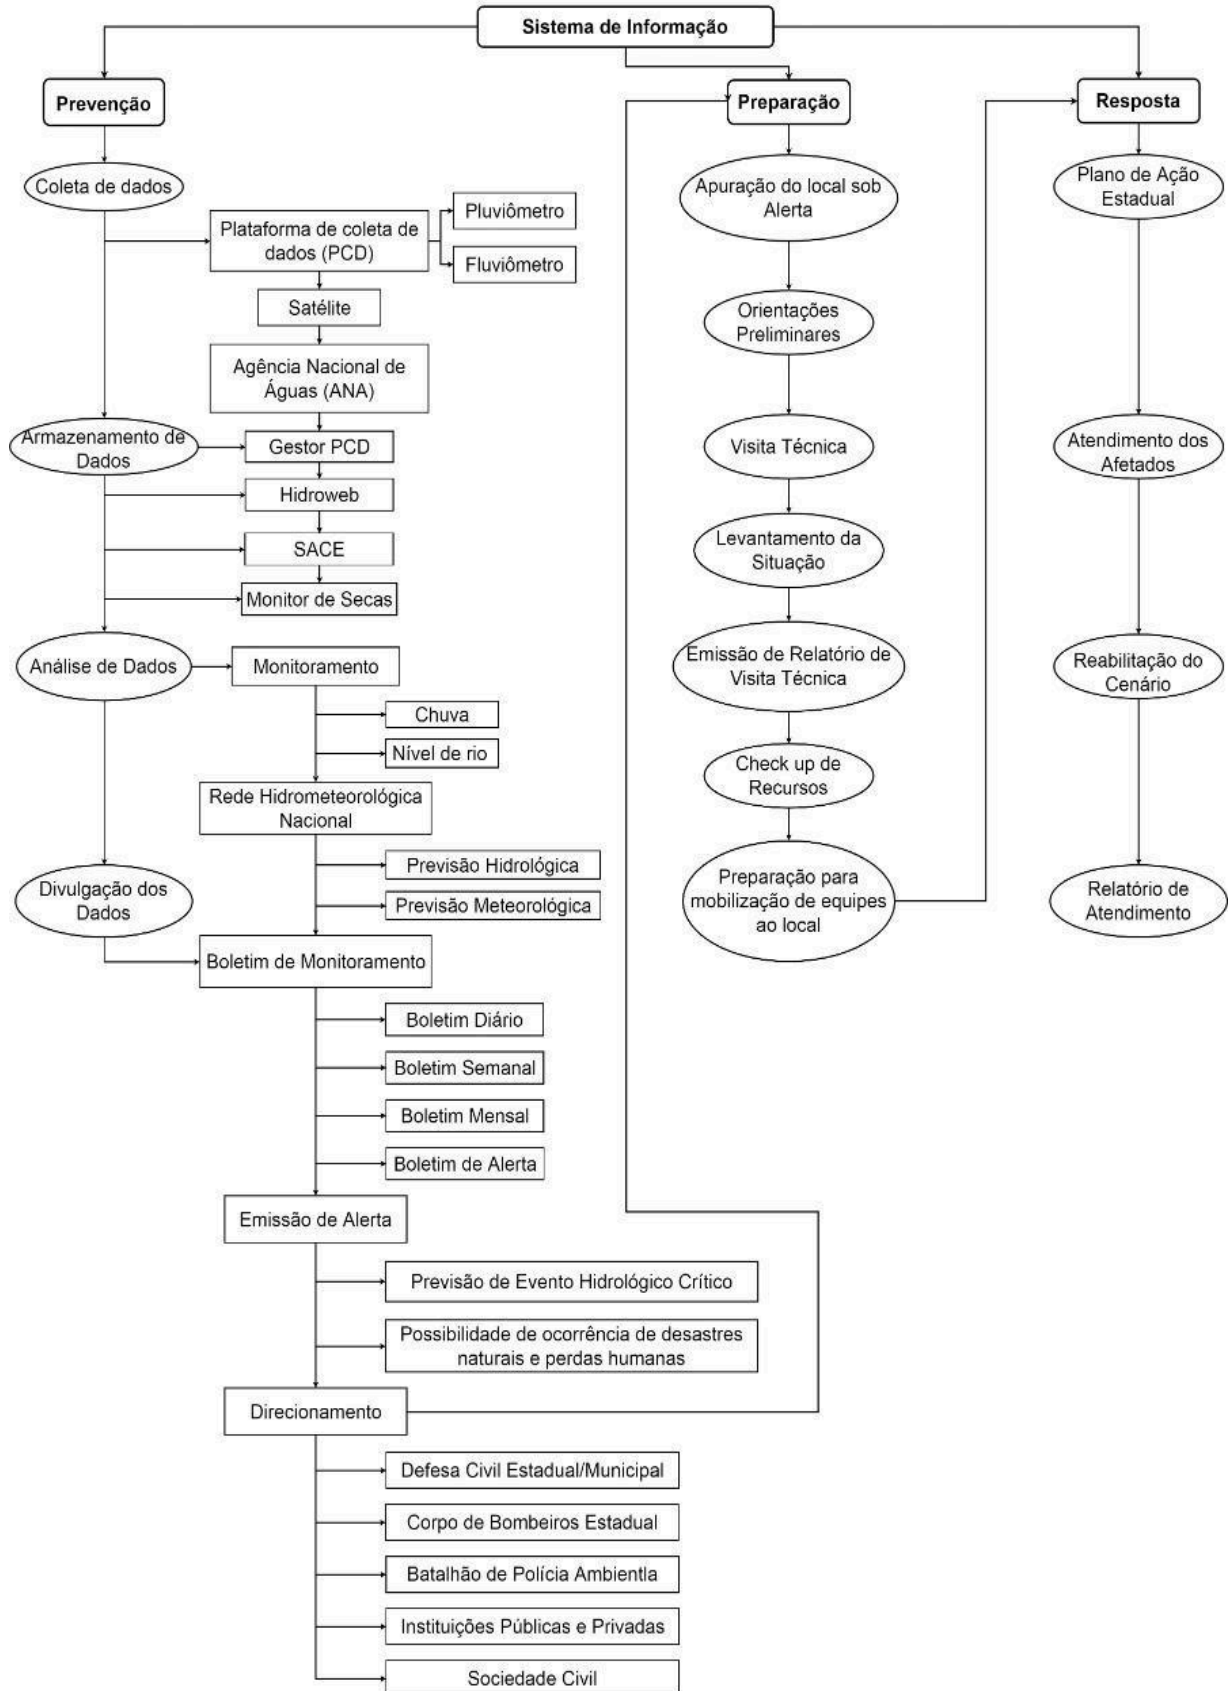 Sistema de Informação
Prevenção
Coleta de dados
Plataforma de coleta de
dados (PCD)
Pluviômetro
Fluviômetro
Satélite
Agência Nacional de
Águas (ANA)
Armazenamento de
Dados
Gestor PCD
Hidroweb
SACE
Monitor de Secas
Análise de Dados
Monitoramento
Chuva
Nível de rio
Rede Hidrometeorológica
Nacional
Previsão Hidrológica
Previsão Meteorológica
Divulgação dos
Dados
Boletim de Monitoramento
Boletim Diário
Boletim Semanal
Boletim Mensal
Boletim de Alerta
Emissão de Alerta
Previsão de Evento Hidrológico Crítico
Possibilidade de ocorrência de desastres
naturais e perdas humanas
Direcionamento
Defesa Civil Estadual/Municipal
Corpo de Bombeiros Estadual
Batalhão de Polícia Ambientla
Instituições Públicas e Privadas
Sociedade Civil
Preparação
Apuração do local sob
Alerta
Orientações
Preliminares
Visita Técnica
Levantamento da
Situação
Emissão de Relatório de
Visita Técnica
Check up de
Recursos
Preparação para
mobilização de equipes
ao local
Resposta
Plano de Ação
Estadual
Atendimento dos
Afetados
Reabilitação do
Cenário
Relatório de
Atendimento